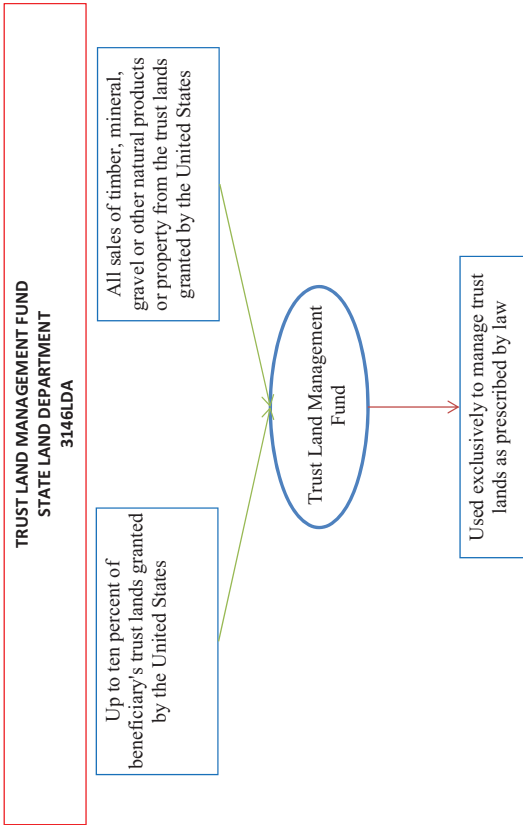 TRUST LAND MANAGEMENT FUND
STATE LAND DEPARTMENT
3146LDA
Up to ten percent of
beneficiary's trust lands granted
by the United States
All sales of timber, mineral,
gravel or other natural products
or property from the trust lands
granted by the United States
Trust Land Management
Fund
Used exclusively to manage trust
lands as prescribed by law